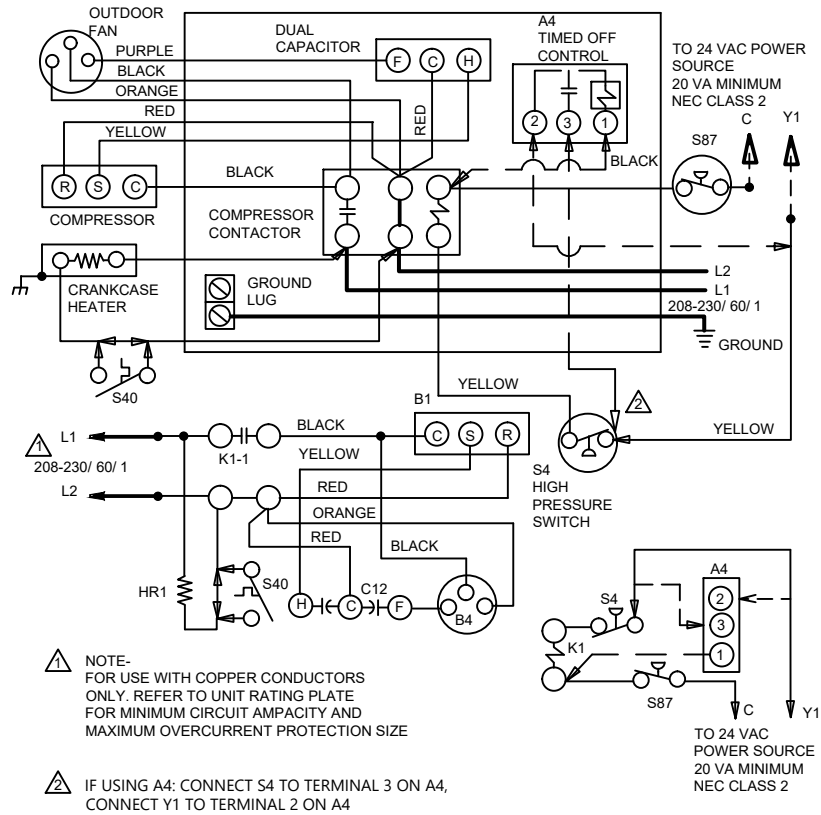 OUTDOOR
FAN
PURPLE
BLACK
ORANGE
RED
YELLOW
DUAL
CAPACITOR
F C H
RED
A4
TIMED OFF
CONTROL
2 3 1
BLACK
TO 24 VAC POWER
SOURCE
20 VA MINIMUM
NEC CLASS 2
C Y1
S87
R S C
COMPRESSOR
BLACK
COMPRESSOR
CONTACTOR
CRANKCASE
HEATER
GROUND
LUG
L2
L1
208-230/ 60/ 1
GROUND
S40
YELLOW
2
YELLOW
S4
HIGH
PRESSURE
SWITCH
B1
C S R
1
L1
208-230/ 60/ 1
L2
K1-1
BLACK
YELLOW
RED
ORANGE
RED
BLACK
HR1
S40
H C C12 F
B4
S4
A4
2
3
1
K1
S87
C Y1
TO 24 VAC
POWER SOURCE
20 VA MINIMUM
NEC CLASS 2
1 NOTE-
FOR USE WITH COPPER CONDUCTORS
ONLY. REFER TO UNIT RATING PLATE
FOR MINIMUM CIRCUIT AMPACITY AND
MAXIMUM OVERCURRENT PROTECTION SIZE
2 IF USING A4: CONNECT S4 TO TERMINAL 3 ON A4,
CONNECT Y1 TO TERMINAL 2 ON A4